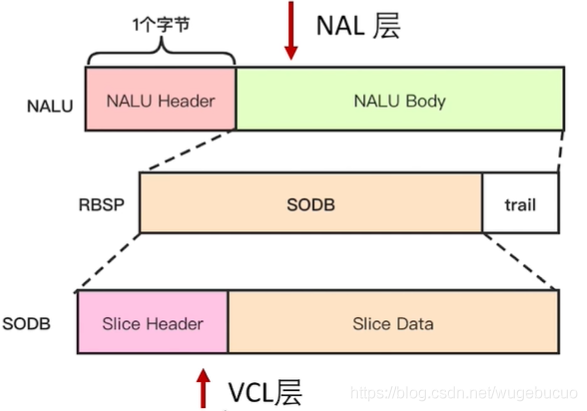 1个字节
NAL 层
NALU
NALU Header
NALU Body
RBSP
SODB
trail
SODB
Slice Header
Slice Data
VCL层
https://blog.csdn.net/wugebucuo